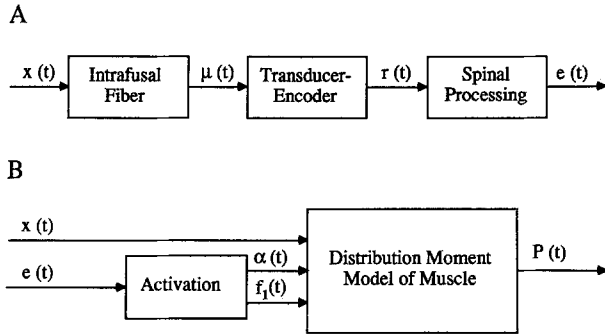 A
x (t)
Intrafusal
Fiber
μ (t)
Transducer-
Encoder
r (t)
Spinal
Processing
e (t)
B
x (t)
e (t)
Activation
α (t)
f₁(t)
Distribution Moment
Model of Muscle
P (t)